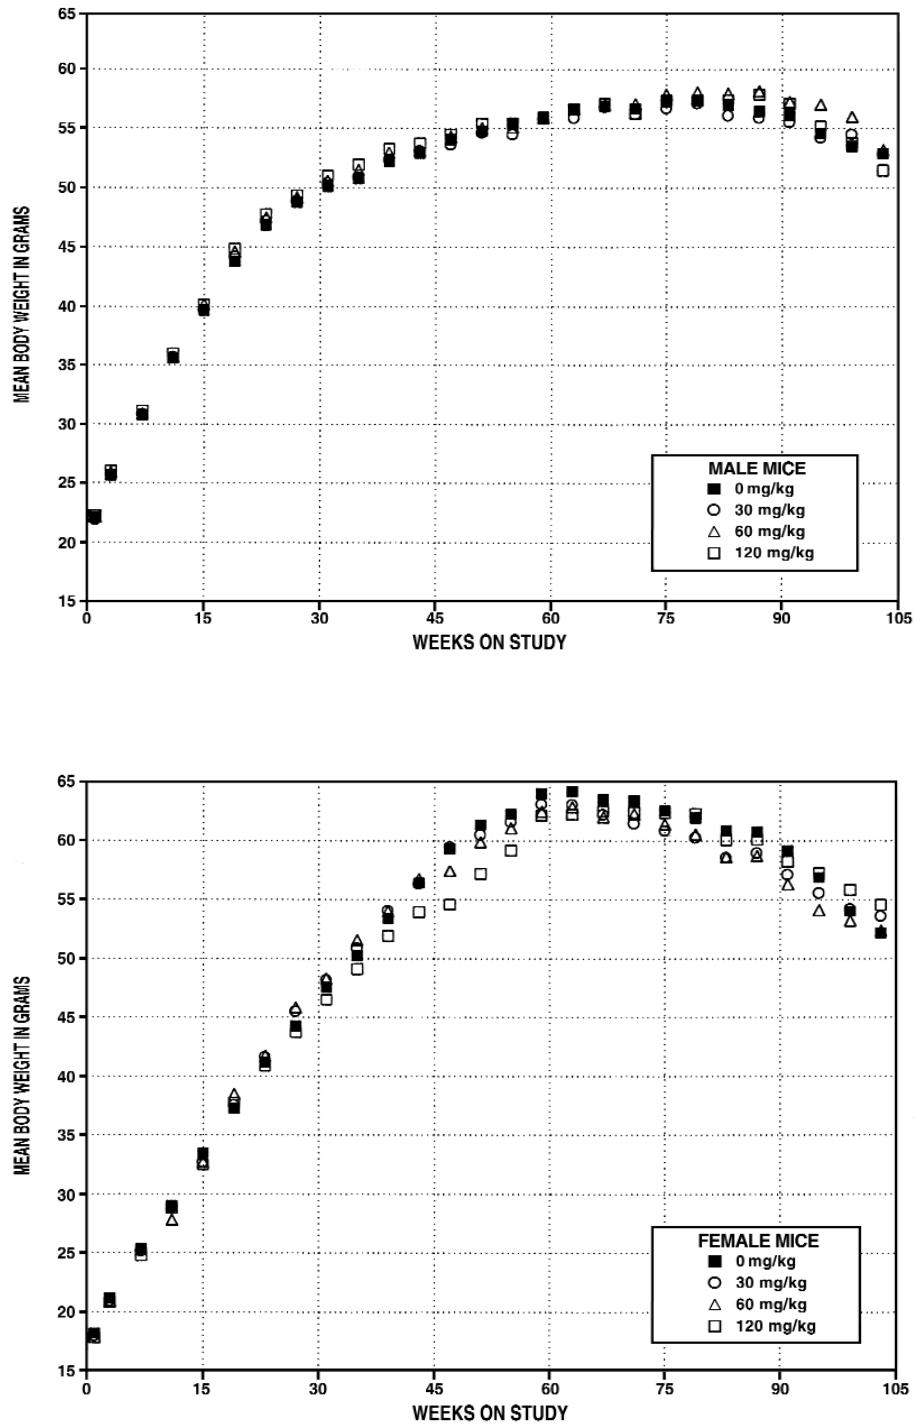 65
60
55
50
45
40
35
30
25
20
15
MEAN BODY WEIGHT IN GRAMS
MALE MICE
0 mg/kg
30 mg/kg
60 mg/kg
120 mg/kg
0 15 30 45 60 75 90 105
WEEKS ON STUDY
65
60
55
50
45
40
35
30
25
20
15
MEAN BODY WEIGHT IN GRAMS
FEMALE MICE
0 mg/kg
30 mg/kg
60 mg/kg
120 mg/kg
0 15 30 45 60 75 90 105
WEEKS ON STUDY